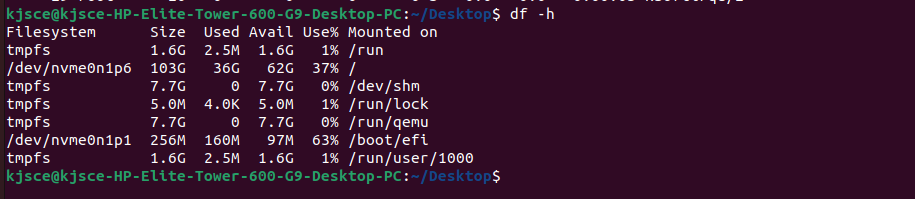 kjsce@kjsce-HP-Elite-Tower-600-G9-Desktop-PC:~/Desktop$ df -h
Filesystem      Size  Used Avail Use% Mounted on
tmpfs           1.6G  2.5M  1.6G   1% /run
/dev/nvme0n1p6  103G   36G   62G  37% /
tmpfs           7.7G     0  7.7G   0% /dev/shm
tmpfs           5.0M  4.0K  5.0M   1% /run/lock
tmpfs           7.7G     0  7.7G   0% /run/qemu
/dev/nvme0n1p1  256M  160M   97M  63% /boot/efi
tmpfs           1.6G  2.5M  1.6G   1% /run/user/1000
kjsce@kjsce-HP-Elite-Tower-600-G9-Desktop-PC:~/Desktop$